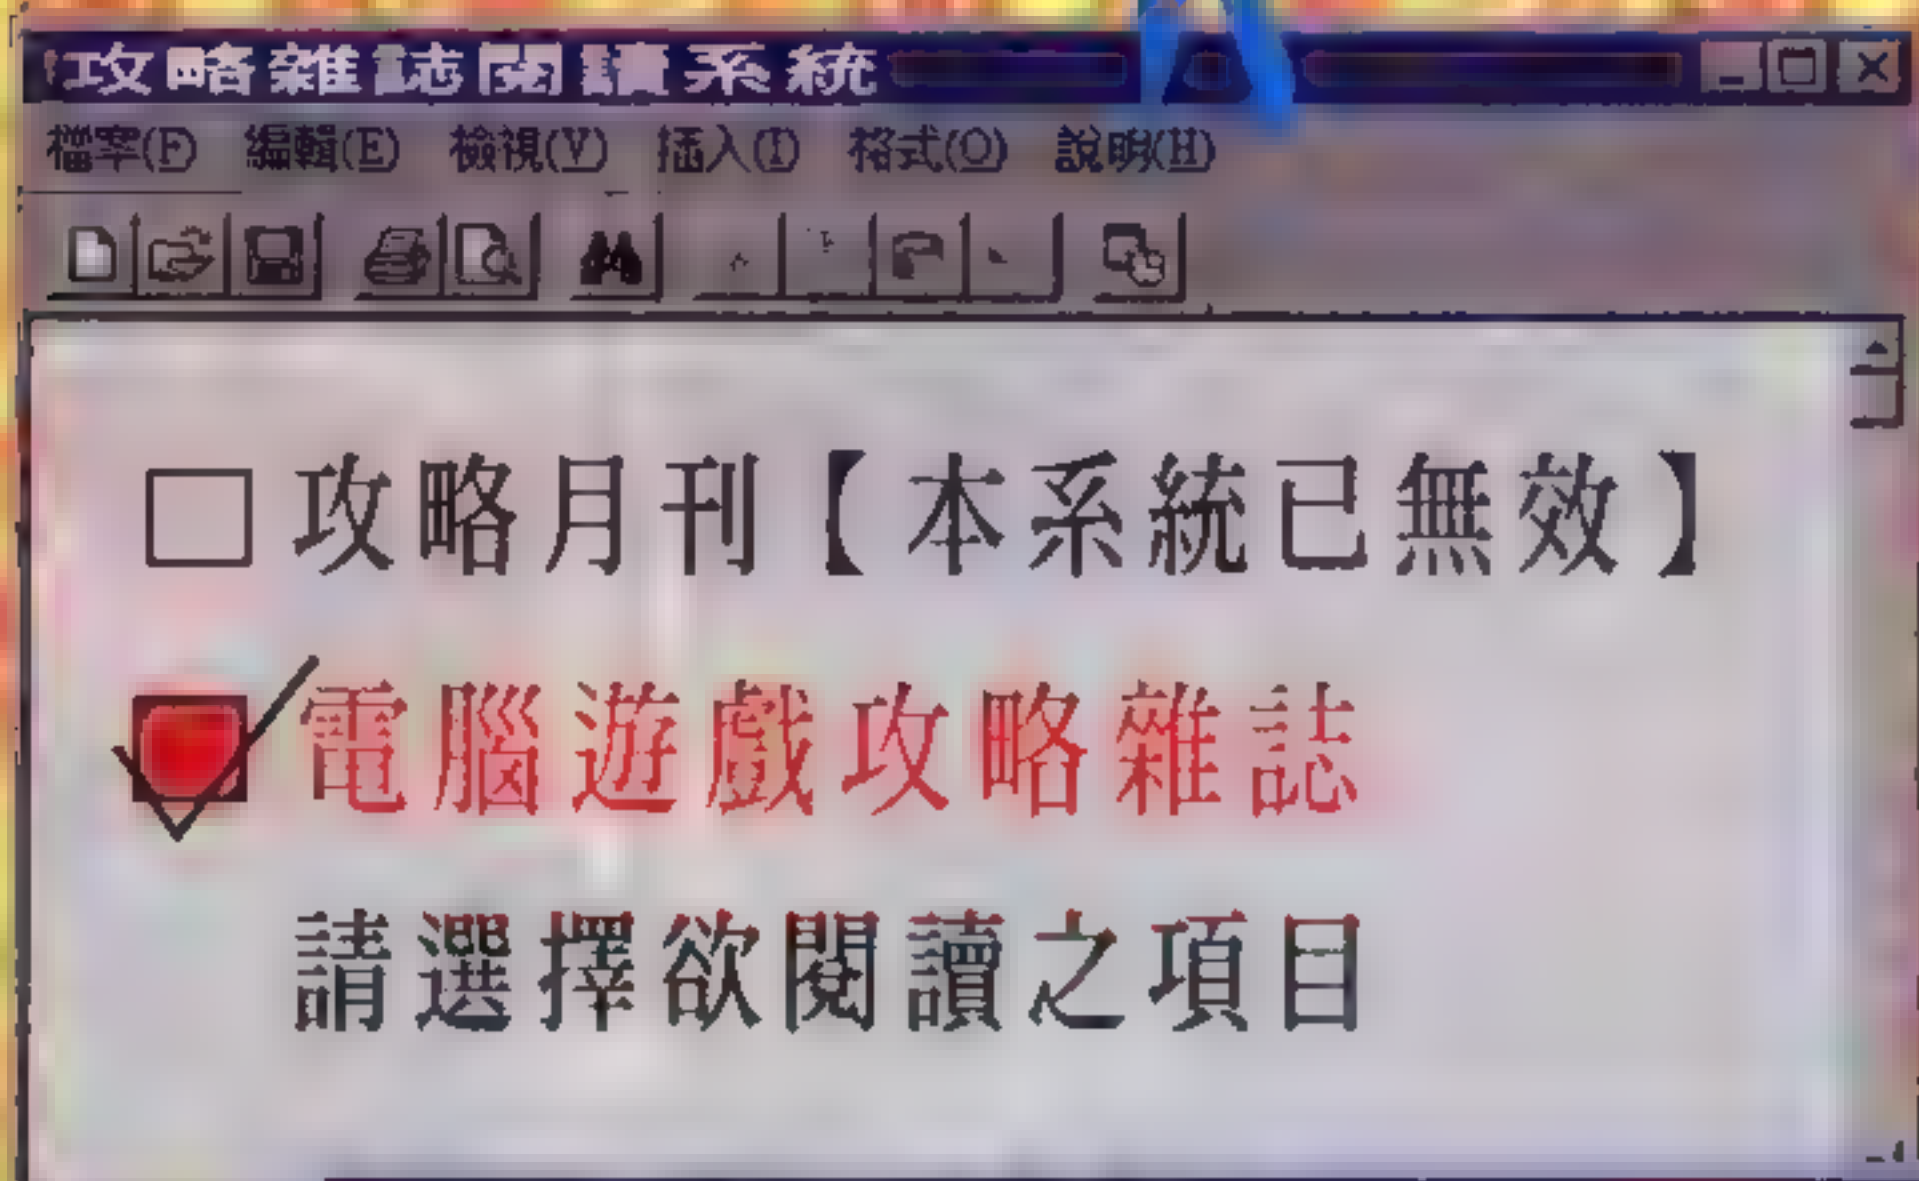 攻略雜誌閱讀系統
檔案(F) 編輯(E) 檢視(V) 插入(I) 格式(O) 說明(H)
□攻略月刊【本系統已無效】
電腦遊戲攻略雜誌
請選擇欲閱讀之項目